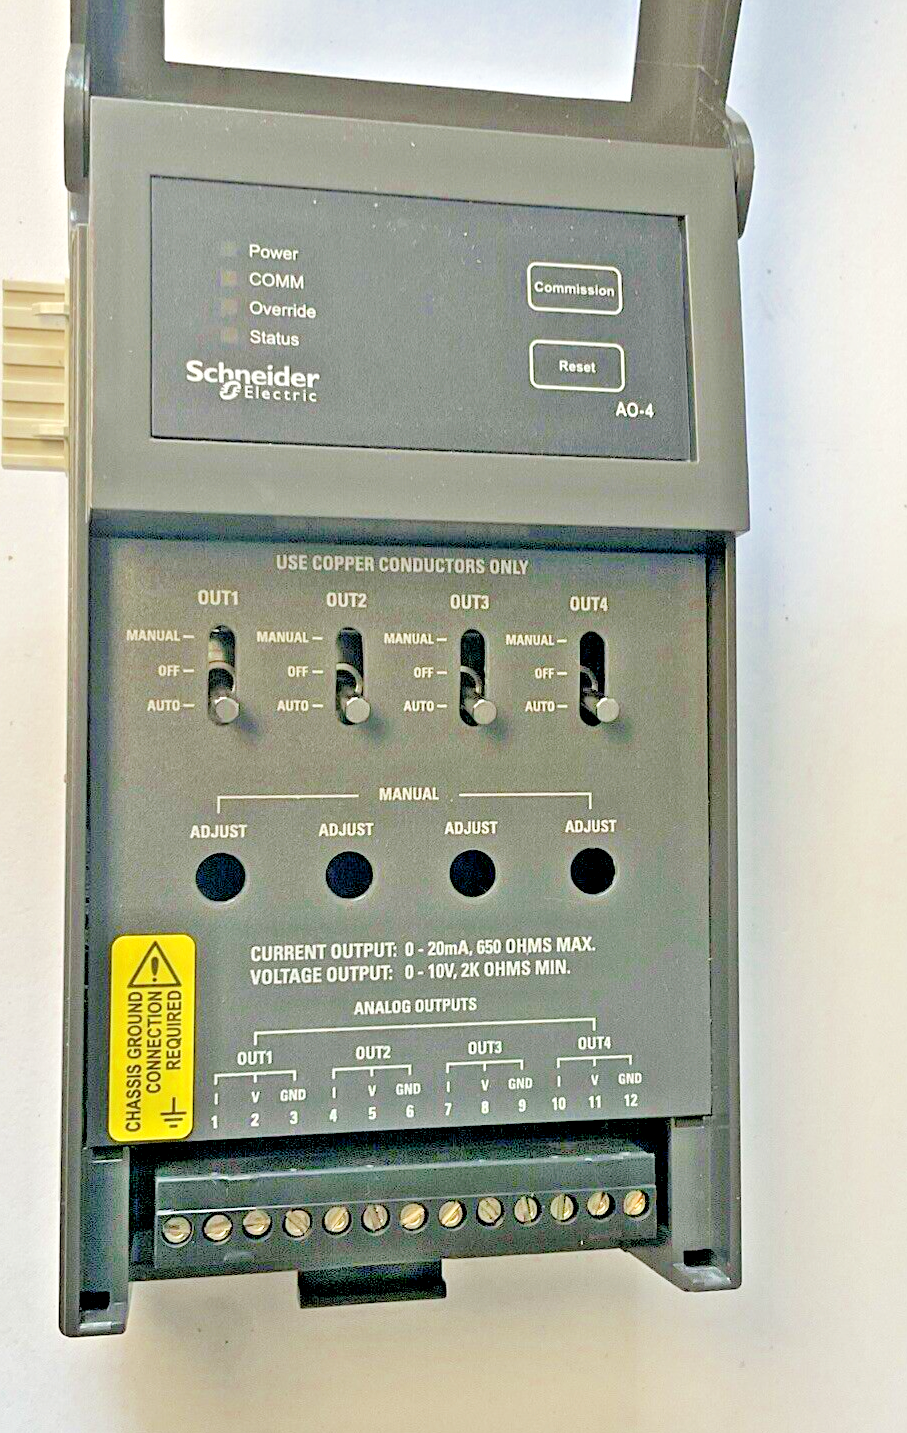 Power
COMM
Override
Status
Schneider
Electric
Commission
Reset
AO-4
USE COPPER CONDUCTORS ONLY
OUT1 OUT2 OUT3 OUT4
MANUAL MANUAL MANUAL MANUAL
OFF OFF OFF OFF
AUTO AUTO AUTO AUTO
MANUAL
ADJUST ADJUST ADJUST ADJUST
CURRENT OUTPUT: 0 - 20mA, 650 OHMS MAX.
VOLTAGE OUTPUT: 0 - 10V, 2K OHMS MIN.
ANALOG OUTPUTS
OUT1 OUT2 OUT3 OUT4
I V GND I V GND I V GND I V GND
1 2 3 4 5 6 7 8 9 10 11 12
CHASSIS GROUND
CONNECTION
REQUIRED